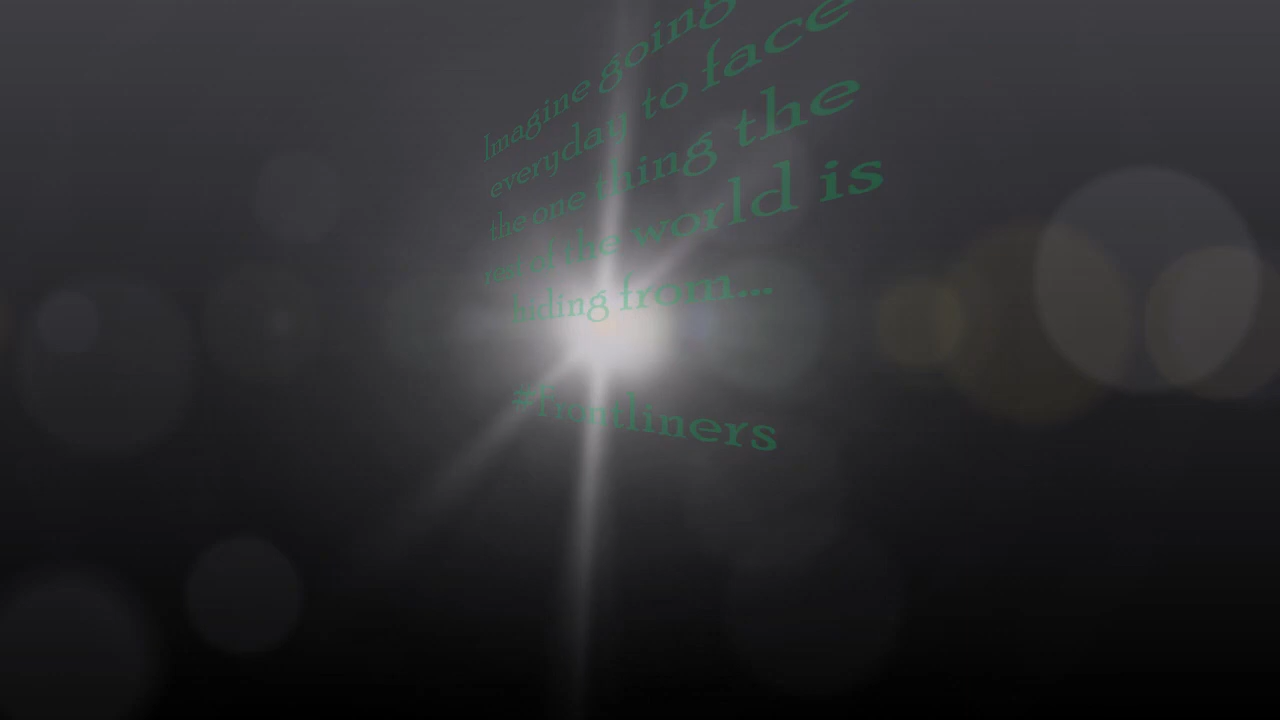 Imagine going
everyday to face
the one thing the
rest of the world is
hiding from...
#Frontliners